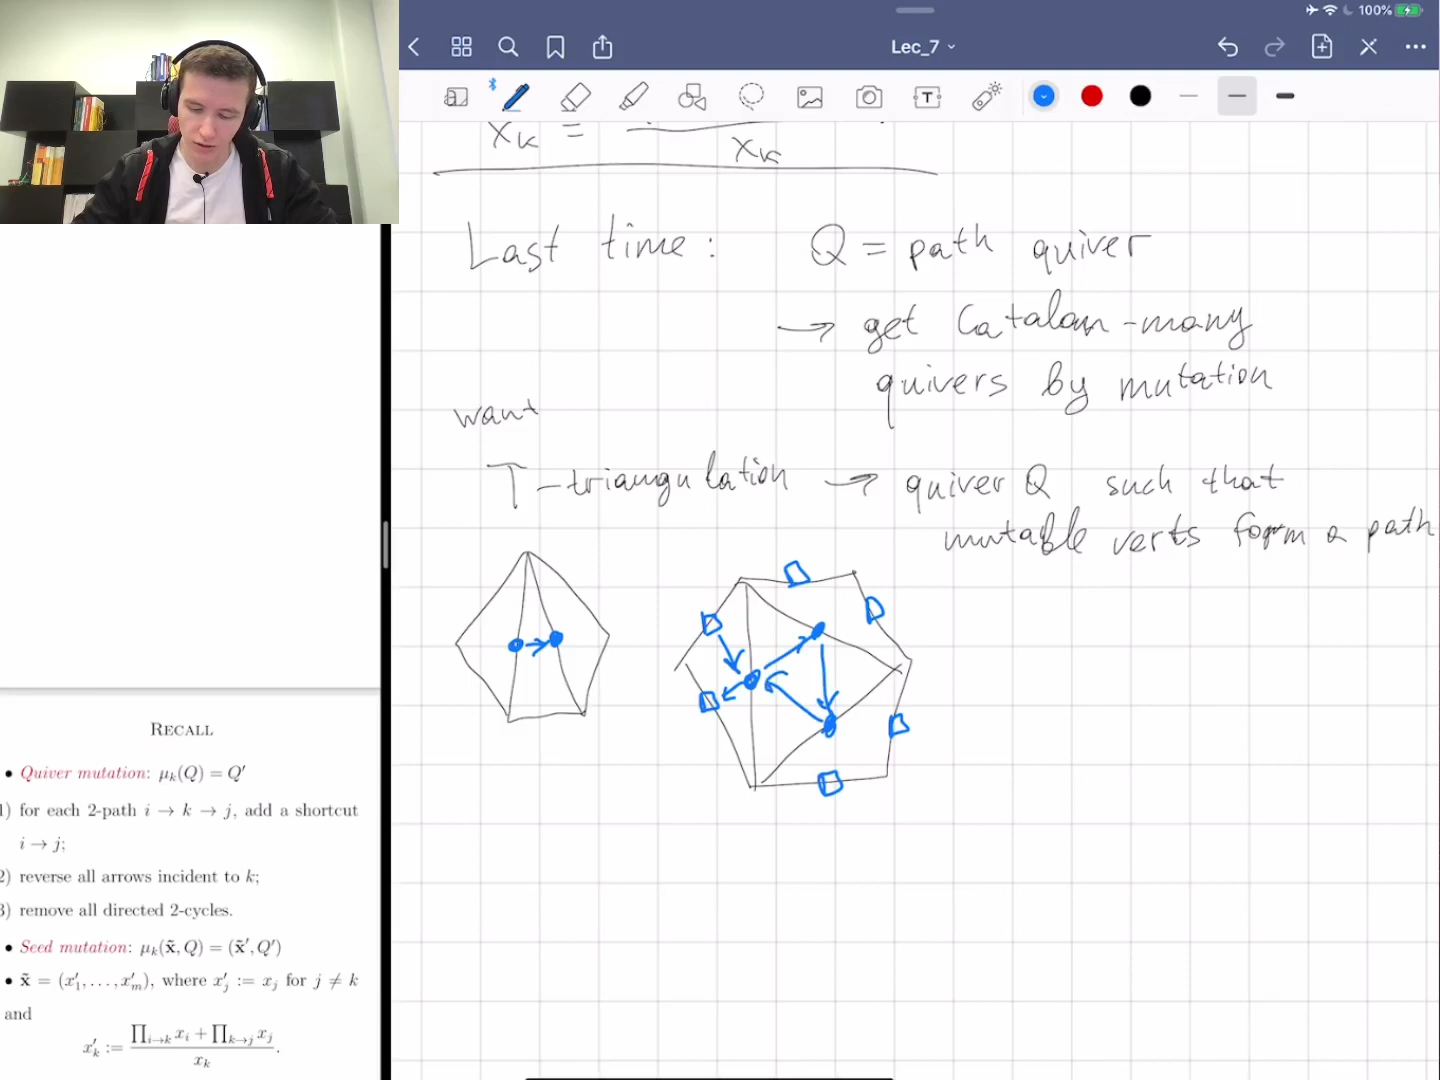 100%
Lec_7
T
x_k = x_k
Last time: Q = path quiver
→ get Catalan-many
quivers by mutation
want
T-triangulation → quiver Q such that
mutable verts form a path
RECALL
• Quiver mutation: μ_k(Q) = Q′
1) for each 2-path i → k → j, add a shortcut
i → j;
2) reverse all arrows incident to k;
3) remove all directed 2-cycles.
• Seed mutation: μ_k(x̃, Q) = (x̃′, Q′)
• x̃ = (x′_1, . . . , x′_m), where x′_j := x_j for j ≠ k
and
x′_k := (∏_{i→k} x_i + ∏_{k→j} x_j) / x_k .